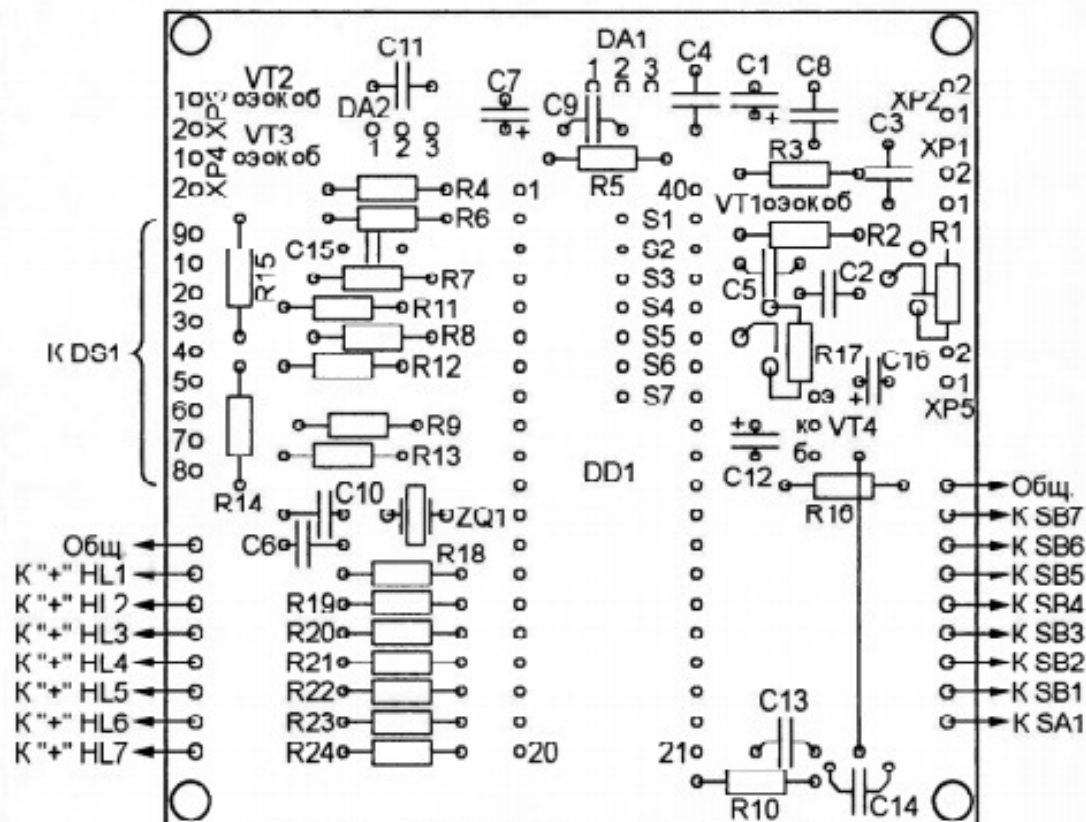 C11
DA1
1 2 3
C4
C1
C8
VT2
1 э к б
XP3
DA2
C7
+
C9
+
XP2
2
1
2
VT3
1 э к б
XP4
1 2 3
C3
XP1
R3
2
2
R4
1
R5
40
VT1 э к б
1
R6
S1
R2
R1
9
C15
S2
1
R15
R7
S3
C5
C2
2
R11
S4
3
R8
S5
К DS1
4
R12
S6
R17
C16
2
5
S7
э
+
1
XP5
6
R9
+
к
VT4
7
R13
б
8
DD1
C12
R14
R16
Общ.
C10
ZQ1
К SB7
Общ.
C6
R18
К SB6
К "+" HL1
К SB5
К "+" HL2
R19
К SB4
К "+" HL3
R20
К SB3
К "+" HL4
R21
К SB2
К "+" HL5
R22
К SB1
К "+" HL6
R23
C13
К SA1
К "+" HL7
R24
20
21
R10
C14